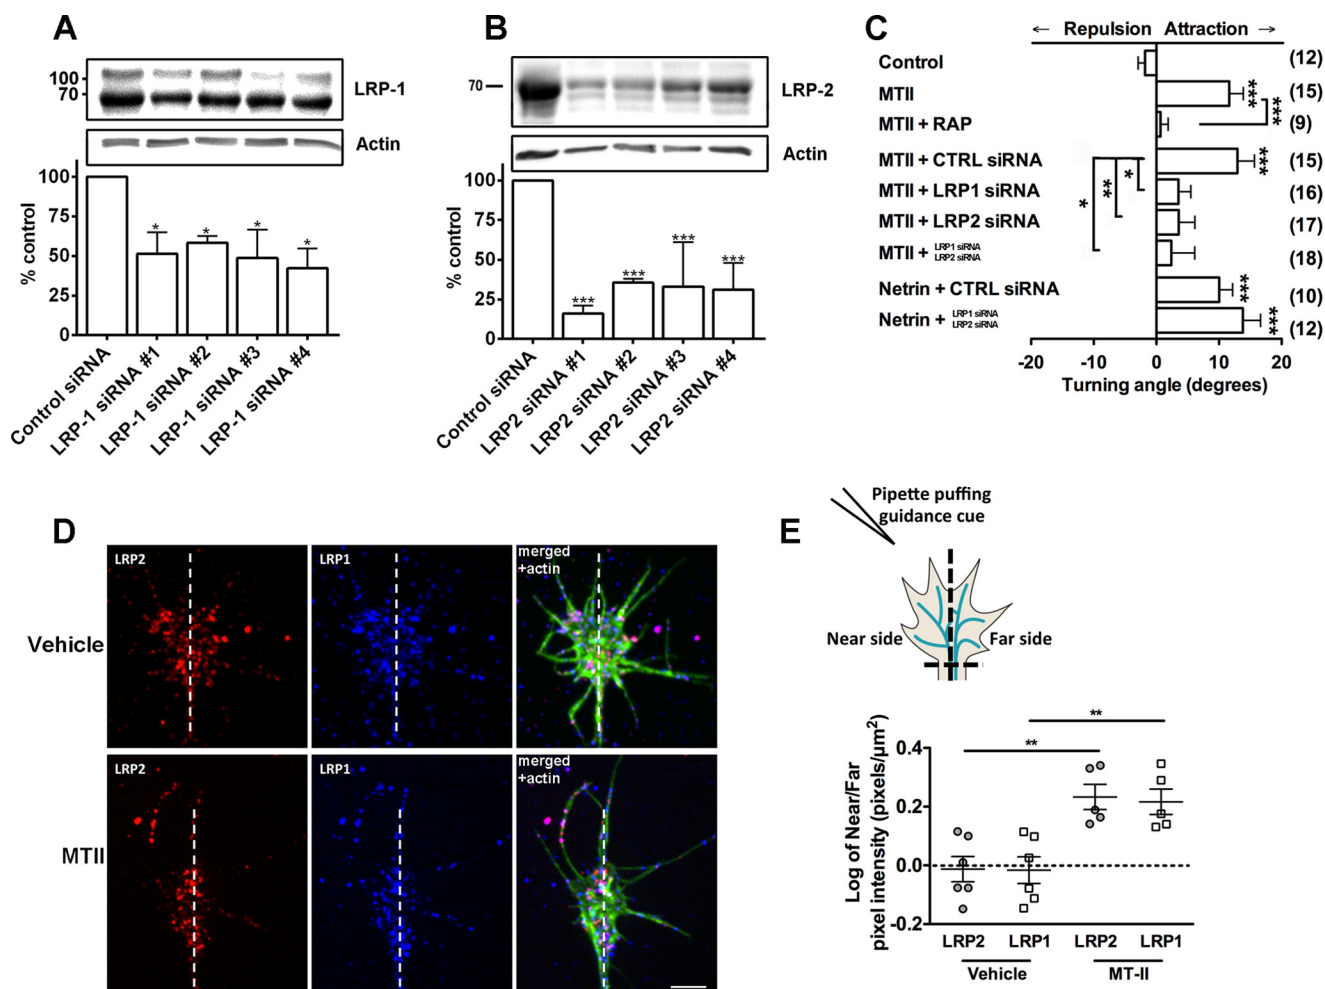 A
100
70
LRP-1
Actin
100
75
50
25
0
% control
*
*
*
*
Control siRNA
LRP-1 siRNA #1
LRP-1 siRNA #2
LRP-1 siRNA #3
LRP-1 siRNA #4
B
70
LRP-2
Actin
100
75
50
25
0
% control
***
***
***
***
Control siRNA
LRP2 siRNA #1
LRP2 siRNA #2
LRP2 siRNA #3
LRP2 siRNA #4
C
← Repulsion Attraction →
Control (12)
MTII *** (15)
***
MTII + RAP (9)
MTII + CTRL siRNA *** (15)
MTII + LRP1 siRNA * (16)
MTII + LRP2 siRNA ** (17)
MTII + LRP1 siRNA LRP2 siRNA * (18)
Netrin + CTRL siRNA *** (10)
Netrin + LRP1 siRNA LRP2 siRNA *** (12)
-20 -10 0 10 20
Turning angle (degrees)
D
Vehicle
LRP2
LRP1
merged
+actin
MTII
LRP2
LRP1
merged
+actin
E
Pipette puffing
guidance cue
Near side
Far side
**
**
0.4
0.2
0.0
-0.2
Log of Near/Far
pixel intensity (pixels/µm²)
LRP2 LRP1 LRP2 LRP1
Vehicle MT-II